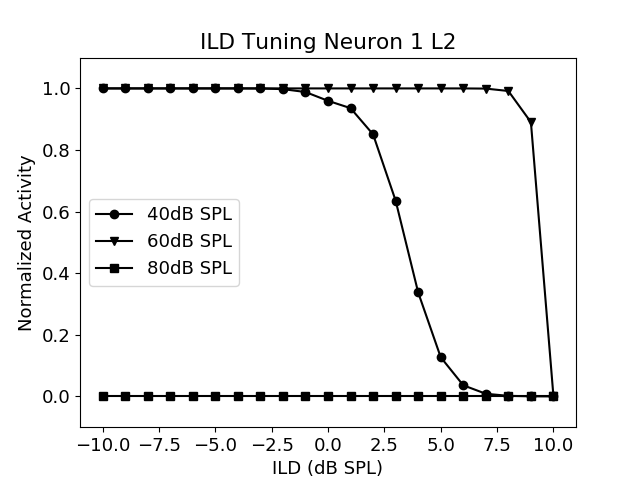 ILD Tuning Neuron 1 L2
1.0
0.8
0.6
0.4
0.2
0.0
Normalized Activity
40dB SPL
60dB SPL
80dB SPL
−10.0 −7.5 −5.0 −2.5 0.0 2.5 5.0 7.5 10.0
ILD (dB SPL)